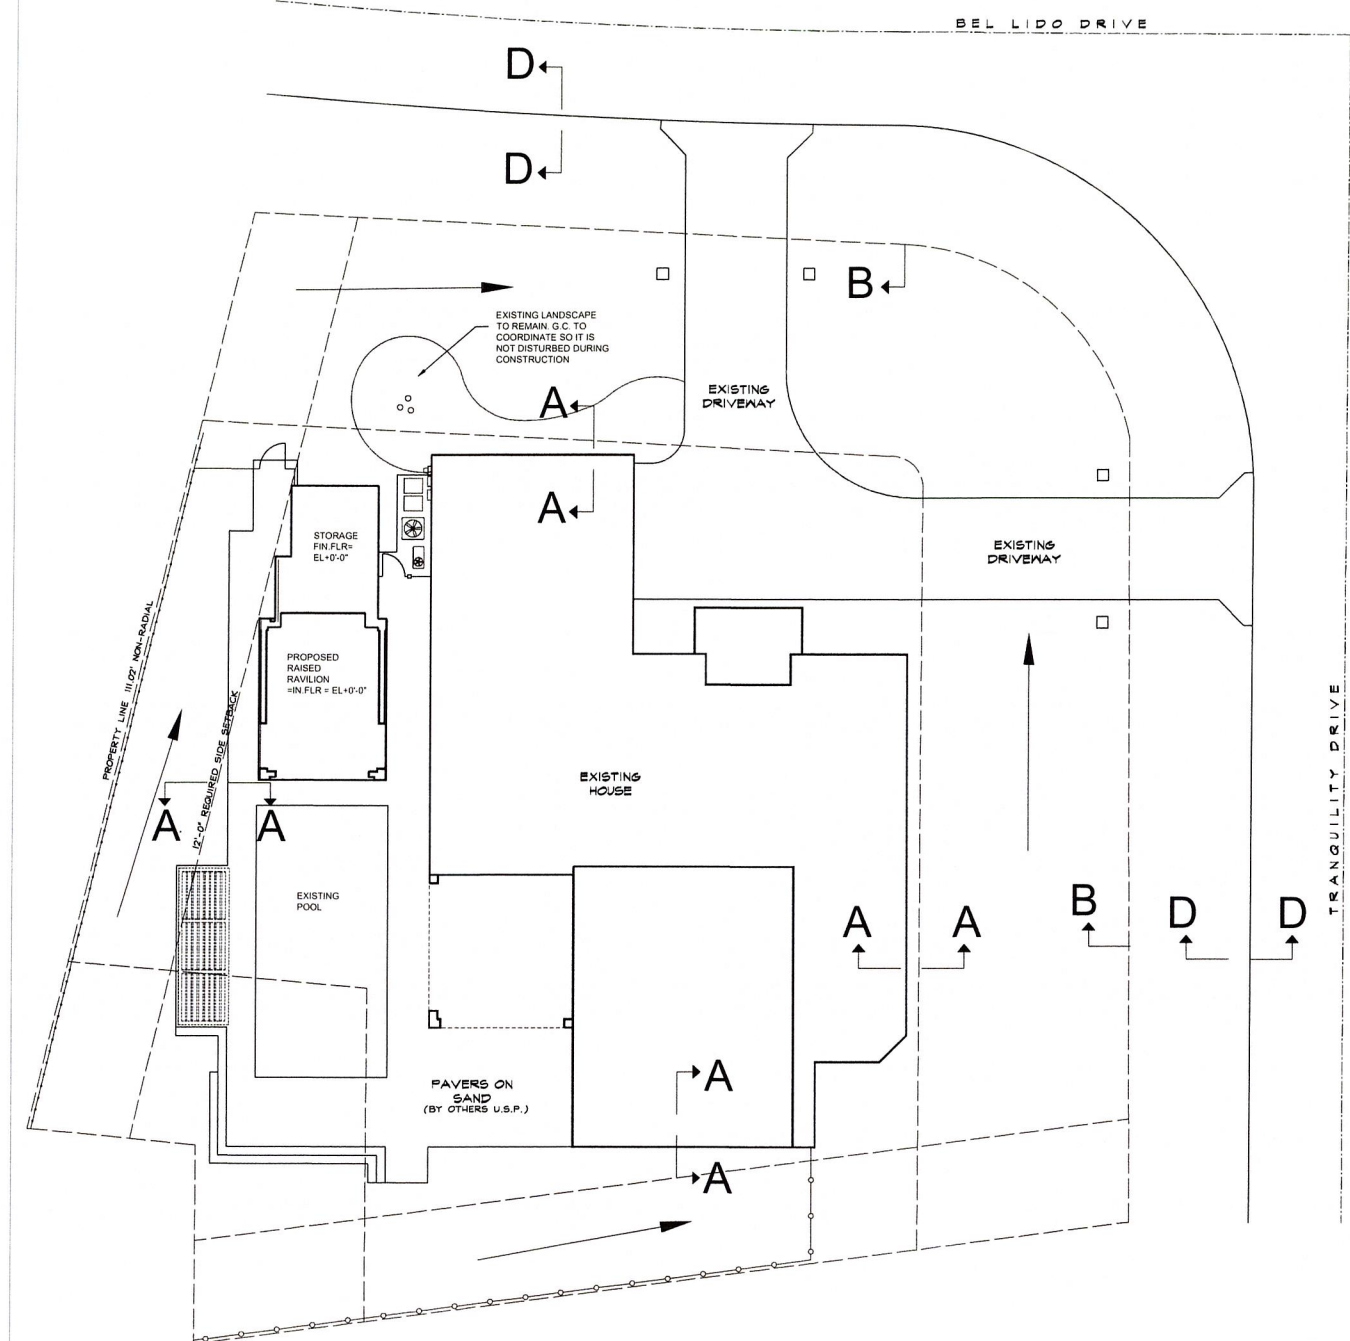 BEL LIDO DRIVE
D
D
B
EXISTING LANDSCAPE
TO REMAIN. G.C. TO
COORDINATE SO IT IS
NOT DISTURBED DURING
CONSTRUCTION
A
EXISTING
DRIVEWAY
A
STORAGE
FIN.FLR=
EL+0'-0"
EXISTING
DRIVEWAY
PROPERTY LINE 111.02' NON-RADIAL
PROPOSED
RAISED
RAVILION
=IN.FLR = EL+0'-0"
12'-0" REQUIRED SIDE SETBACK
TRANQUILITY DRIVE
EXISTING
HOUSE
A
A
EXISTING
POOL
A
A
B
D
D
PAVERS ON
SAND
(BY OTHERS U.S.P.)
A
A